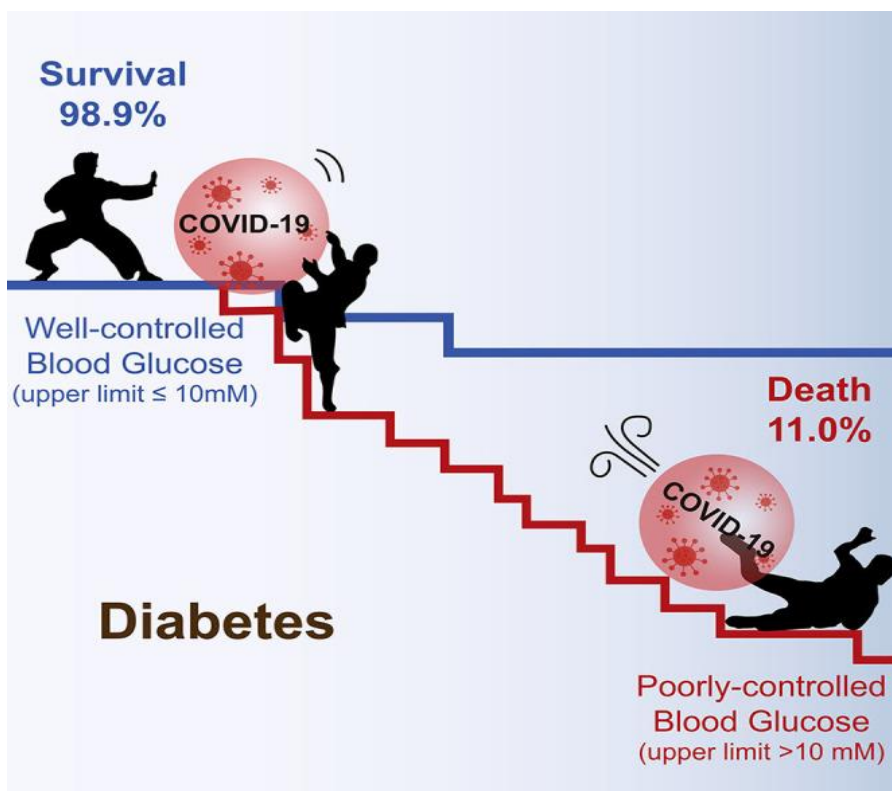 Survival
98.9%
COVID-19
Well-controlled
Blood Glucose
(upper limit ≤ 10mM)
Death
11.0%
COVID-19
Diabetes
Poorly-controlled
Blood Glucose
(upper limit >10 mM)